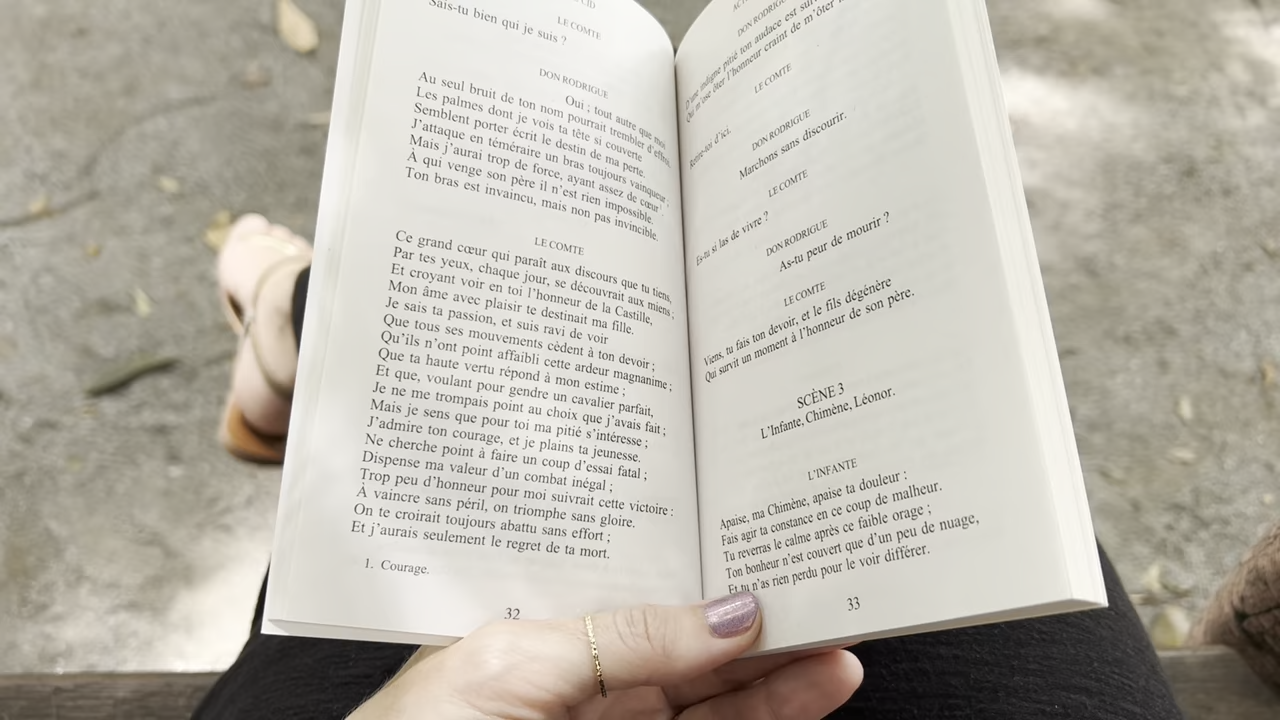 CID
Sais-tu bien qui je suis ?
LE COMTE
DON RODRIGUE
Oui ; tout autre que moi
Au seul bruit de ton nom pourrait trembler d'effroi.
Les palmes dont je vois ta tête si couverte
Semblent porter écrit le destin de ma perte.
J'attaque en téméraire un bras toujours vainqueur ;
Mais j'aurai trop de force, ayant assez de cœur¹.
À qui venge son père il n'est rien impossible.
Ton bras est invaincu, mais non pas invincible.
LE COMTE
Ce grand cœur qui paraît aux discours que tu tiens,
Par tes yeux, chaque jour, se découvrait aux miens ;
Et croyant voir en toi l'honneur de la Castille,
Mon âme avec plaisir te destinait ma fille.
Je sais ta passion, et suis ravi de voir
Que tous ses mouvements cèdent à ton devoir ;
Qu'ils n'ont point affaibli cette ardeur magnanime ;
Que ta haute vertu répond à mon estime ;
Et que, voulant pour gendre un cavalier parfait,
Je ne me trompais point au choix que j'avais fait ;
Mais je sens que pour toi ma pitié s'intéresse ;
J'admire ton courage, et je plains ta jeunesse.
Ne cherche point à faire un coup d'essai fatal ;
Dispense ma valeur d'un combat inégal ;
Trop peu d'honneur pour moi suivrait cette victoire :
À vaincre sans péril, on triomphe sans gloire.
On te croirait toujours abattu sans effort ;
Et j'aurais seulement le regret de ta mort.
1. Courage.
32
DON RODRIGUE
D'une indigne pitié ton audace est
Qui m'ose ôter l'honneur craint de m'ôter
LE COMTE
Retire-toi d'ici.
DON RODRIGUE
Marchons sans discourir.
LE COMTE
Es-tu si las de vivre ?
DON RODRIGUE
As-tu peur de mourir ?
LE COMTE
Viens, tu fais ton devoir, et le fils dégénère
Qui survit un moment à l'honneur de son père.
SCÈNE 3
L'Infante, Chimène, Léonor.
L'INFANTE
Apaise, ma Chimène, apaise ta douleur :
Fais agir ta constance en ce coup de malheur.
Tu reverras le calme après ce faible orage ;
Ton bonheur n'est couvert que d'un peu de nuage,
Et tu n'as rien perdu pour le voir différer.
33